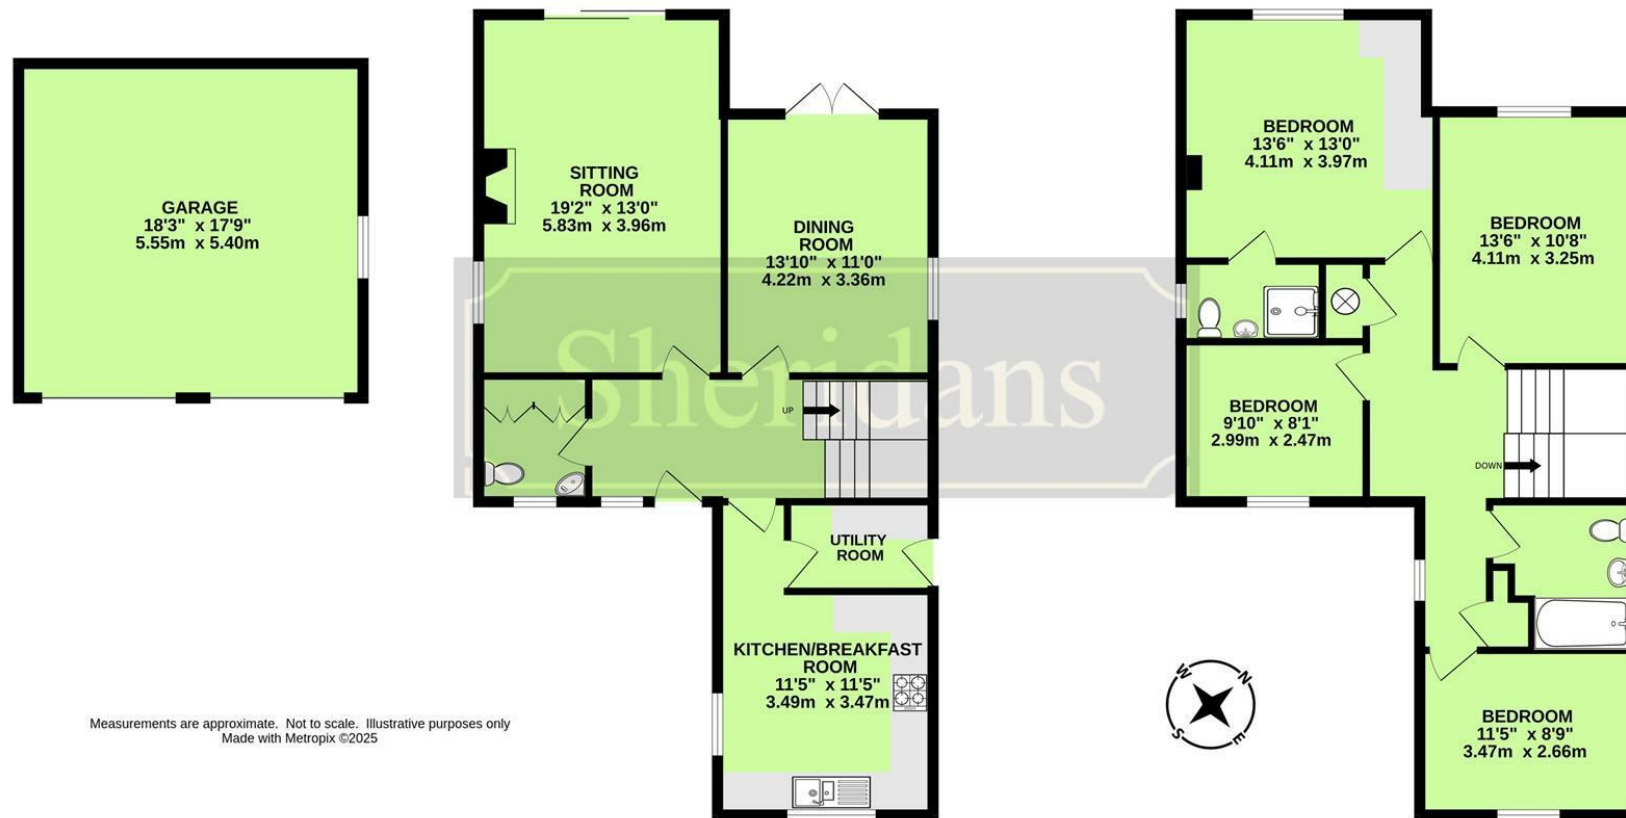 GARAGE
18'3" x 17'9"
5.55m x 5.40m
SITTING
ROOM
19'2" x 13'0"
5.83m x 3.96m
DINING
ROOM
13'10" x 11'0"
4.22m x 3.36m
UP
UTILITY
ROOM
KITCHEN/BREAKFAST
ROOM
11'5" x 11'5"
3.49m x 3.47m
Sheridans
BEDROOM
13'6" x 13'0"
4.11m x 3.97m
BEDROOM
13'6" x 10'8"
4.11m x 3.25m
BEDROOM
9'10" x 8'1"
2.99m x 2.47m
DOWN
BEDROOM
11'5" x 8'9"
3.47m x 2.66m
W
N
S
E
Measurements are approximate. Not to scale. Illustrative purposes only
Made with Metropix ©2025